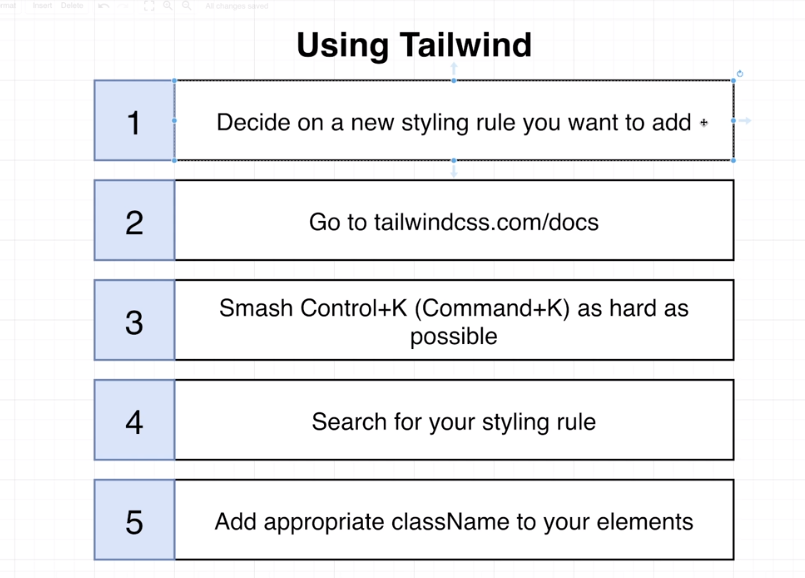 Insert Delete All changes saved
Using Tailwind
1 Decide on a new styling rule you want to add
2 Go to tailwindcss.com/docs
3 Smash Control+K (Command+K) as hard as
possible
4 Search for your styling rule
5 Add appropriate className to your elements